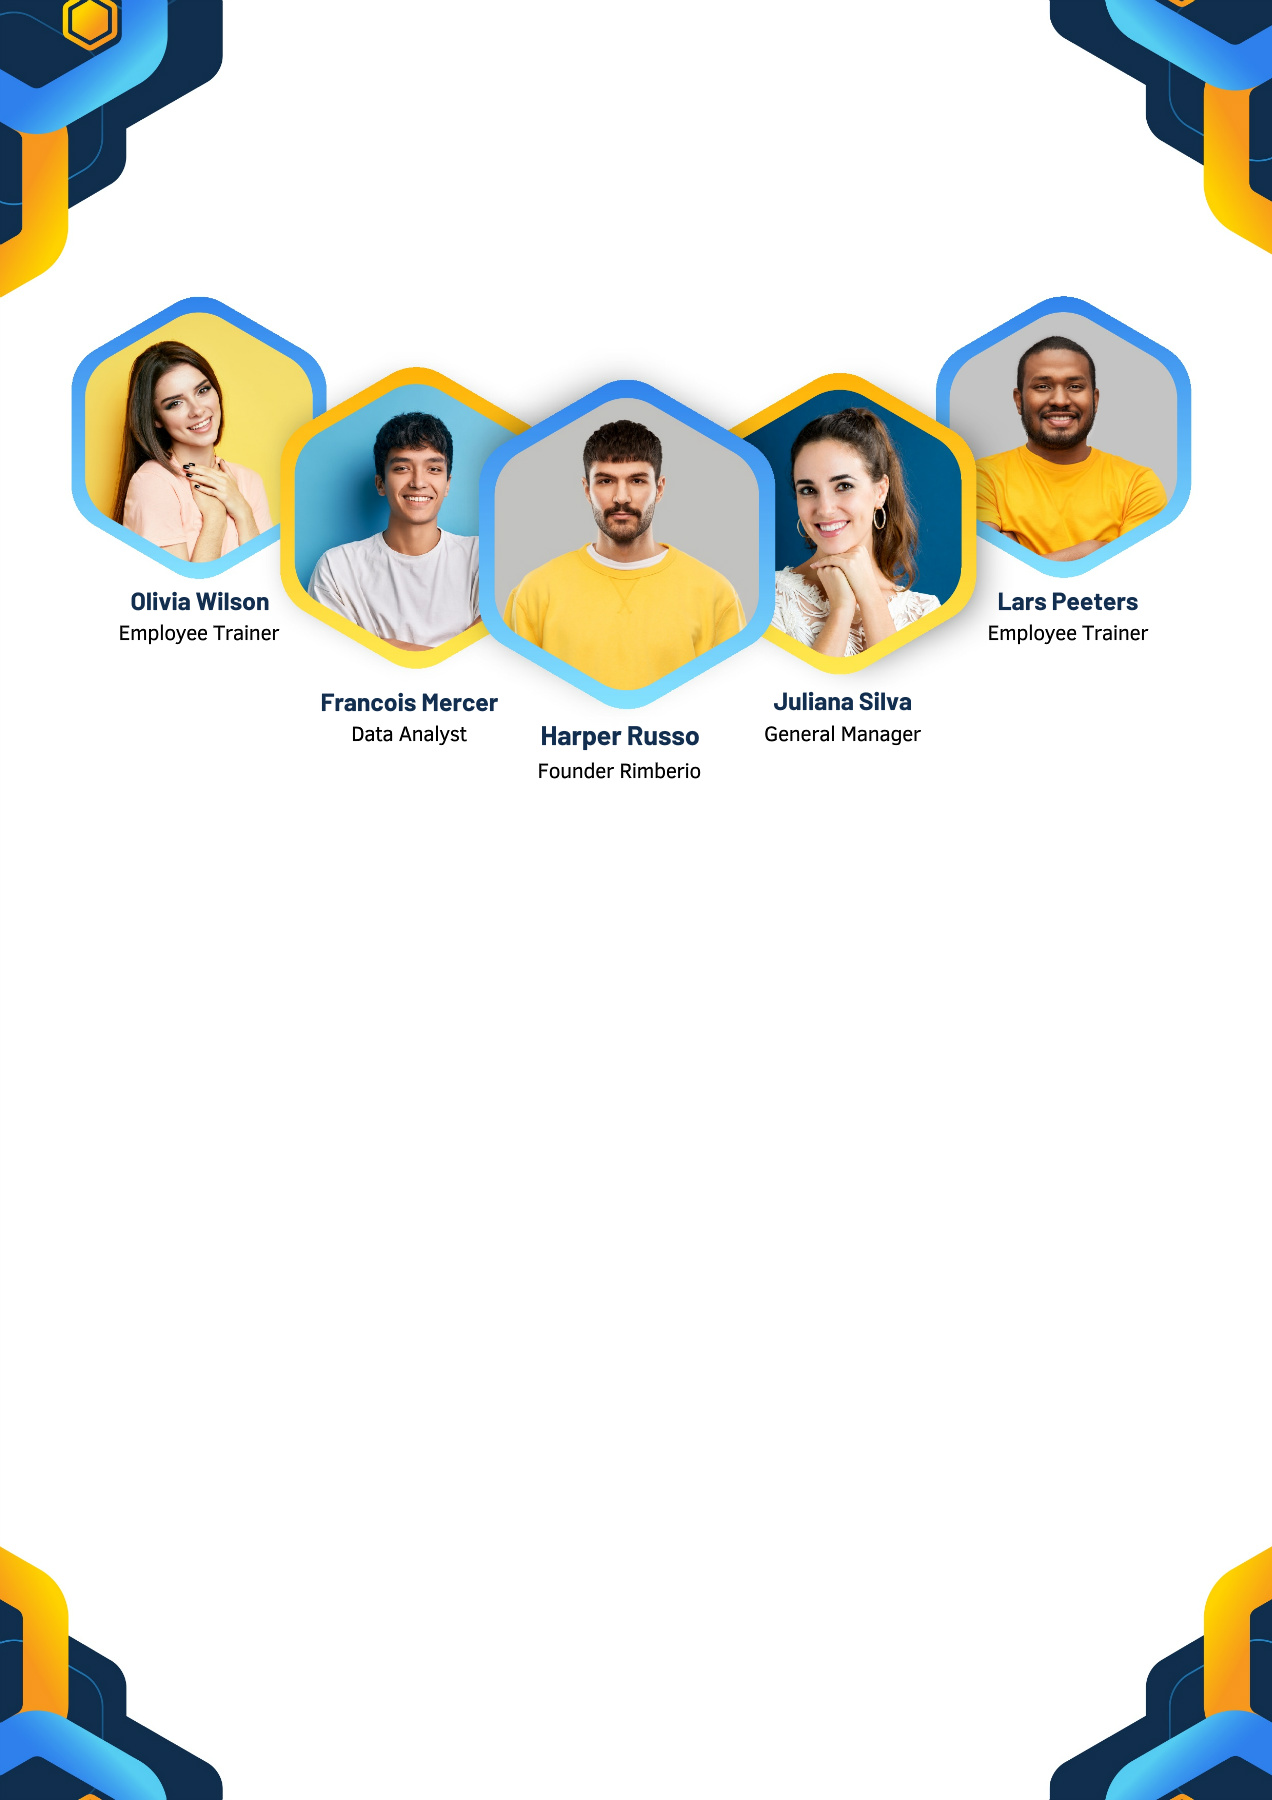 Olivia Wilson
Employee Trainer
Francois Mercer
Data Analyst
Harper Russo
Founder Rimberio
Juliana Silva
General Manager
Lars Peeters
Employee Trainer